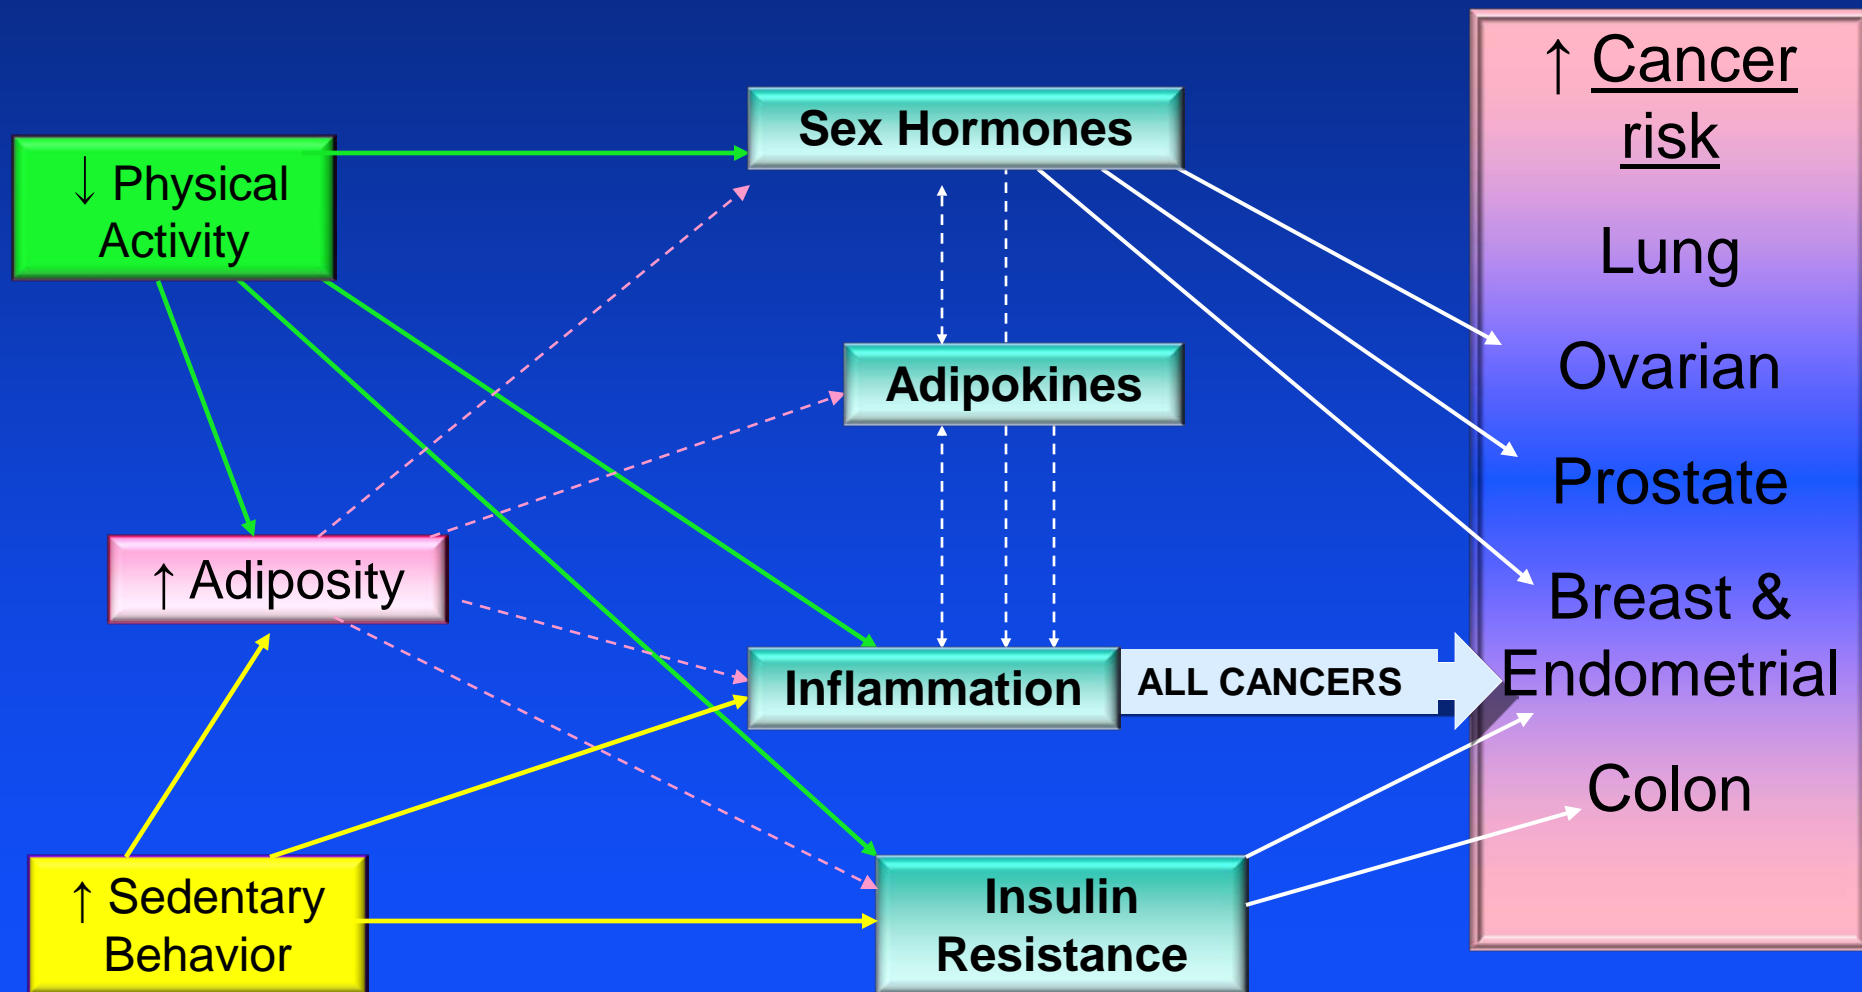 ↓ Physical
Activity
↑ Adiposity
↑ Sedentary
Behavior
Sex Hormones
Adipokines
Inflammation
ALL CANCERS
Insulin
Resistance
↑ Cancer
risk
Lung
Ovarian
Prostate
Breast &
Endometrial
Colon